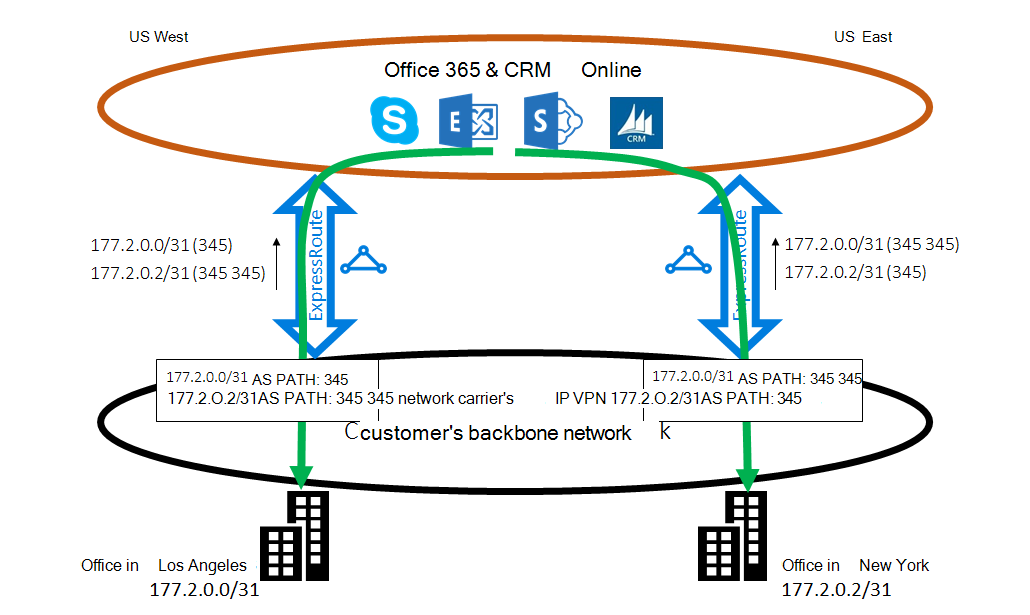 US West
US East
Office 365 & CRM Online
S
E
S
CRM
ExpressRoute
ExpressRoute
177.2.0.0/31 (345)
177.2.0.2/31 (345 345)
177.2.0.0/31 (345 345)
177.2.0.2/31 (345)
177.2.0.0/31 AS PATH: 345
177.2.O.2/31AS PATH: 345 345 network carrier's
177.2.0.0/31 AS PATH: 345 345
IP VPN 177.2.O.2/31AS PATH: 345
Ccustomer's backbone network k
Office in Los Angeles
177.2.0.0/31
Office in New York
177.2.0.2/31